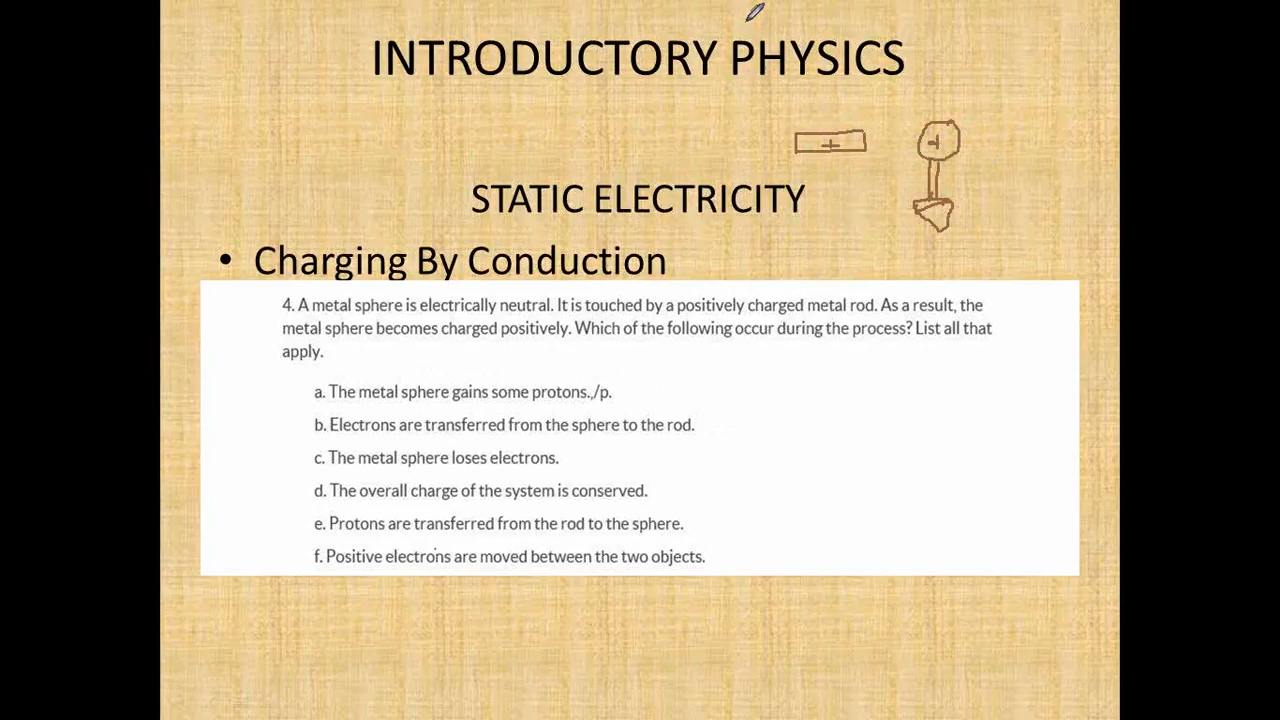 INTRODUCTORY PHYSICS
+ +
STATIC ELECTRICITY
• Charging By Conduction
4. A metal sphere is electrically neutral. It is touched by a positively charged metal rod. As a result, the
metal sphere becomes charged positively. Which of the following occur during the process? List all that
apply.
a. The metal sphere gains some protons.,/p.
b. Electrons are transferred from the sphere to the rod.
c. The metal sphere loses electrons.
d. The overall charge of the system is conserved.
e. Protons are transferred from the rod to the sphere.
f. Positive electrons are moved between the two objects.